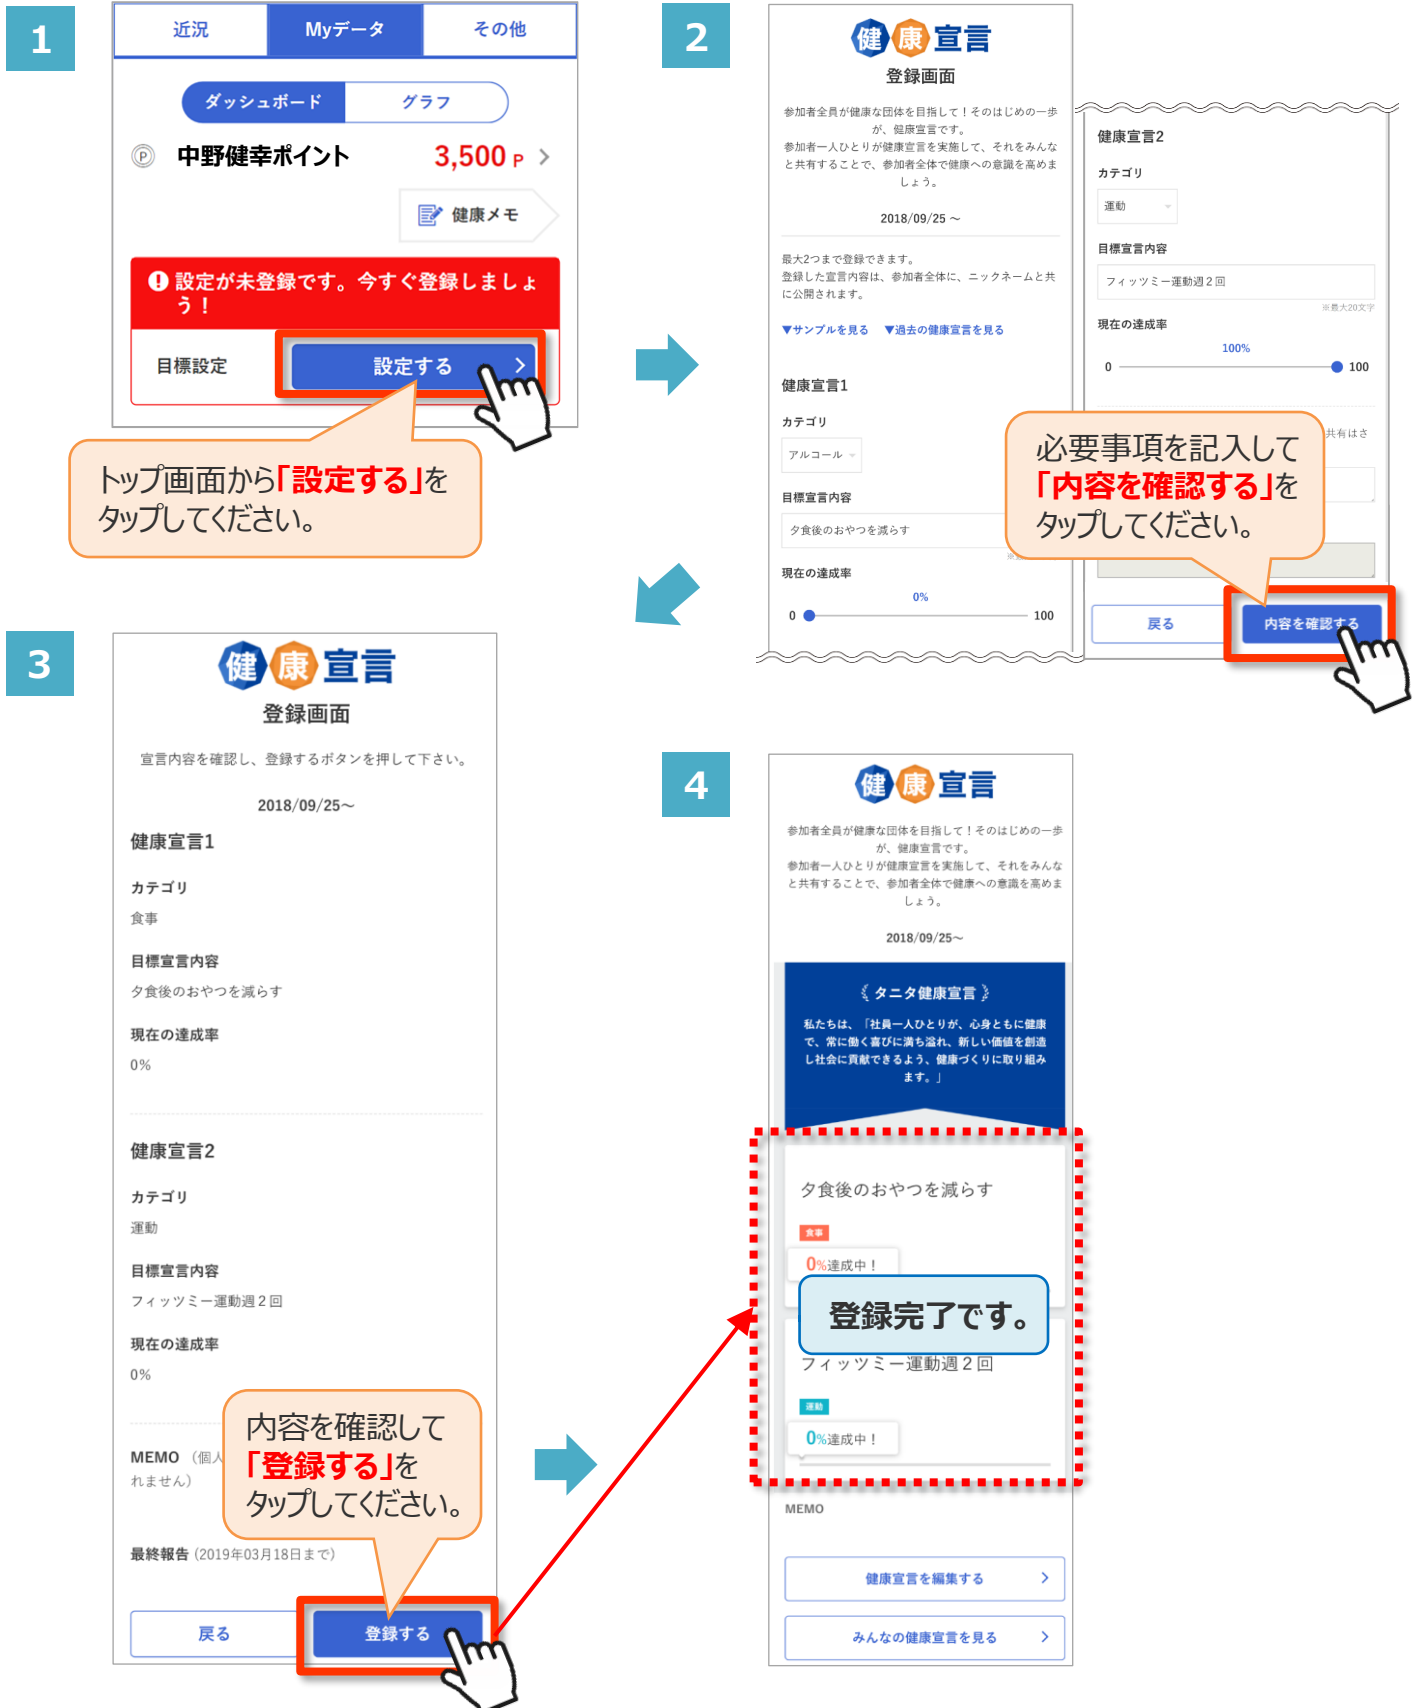 1
近況
Myデータ
その他
ダッシュボード
グラフ
P 中野健幸ポイント 3,500 P
健康メモ
設定が未登録です。今すぐ登録しましょ
う！
目標設定
設定する
トップ画面から「設定する」を
タップしてください。
2
健康宣言
登録画面
参加者全員が健康な団体を目指して！そのはじめの一歩
が、健康宣言です。
参加者一人ひとりが健康宣言を実施して、それをみんな
と共有することで、参加者全体で健康への意識を高めま
しょう。
2018/09/25 ～
最大2つまで登録できます。
登録した宣言内容は、参加者全体に、ニックネームと共
に公開されます。
▼サンプルを見る ▼過去の健康宣言を見る
健康宣言1
カテゴリ
アルコール
目標宣言内容
夕食後のおやつを減らす
現在の達成率
0%
0
100
健康宣言2
カテゴリ
運動
目標宣言内容
フィッツミー運動週２回
※最大20文字
現在の達成率
100%
0
100
共有はさ
必要事項を記入して
「内容を確認する」を
タップしてください。
戻る
内容を確認する
3
健康宣言
登録画面
宣言内容を確認し、登録するボタンを押して下さい。
2018/09/25～
健康宣言1
カテゴリ
食事
目標宣言内容
夕食後のおやつを減らす
現在の達成率
0%
健康宣言2
カテゴリ
運動
目標宣言内容
フィッツミー運動週２回
現在の達成率
0%
MEMO （個人
れません）
内容を確認して
「登録する」を
タップしてください。
最終報告 (2019年03月18日まで)
戻る
登録する
4
健康宣言
参加者全員が健康な団体を目指して！そのはじめの一歩
が、健康宣言です。
参加者一人ひとりが健康宣言を実施して、それをみんな
と共有することで、参加者全体で健康への意識を高めま
しょう。
2018/09/25～
タニタ健康宣言
私たちは、「社員一人ひとりが、心身ともに健康
で、常に働く喜びに満ち溢れ、新しい価値を創造
し社会に貢献できるよう、健康づくりに取り組み
ます。」
夕食後のおやつを減らす
食事
0%達成中！
登録完了です。
フィッツミー運動週２回
運動
0%達成中！
MEMO
健康宣言を編集する
みんなの健康宣言を見る